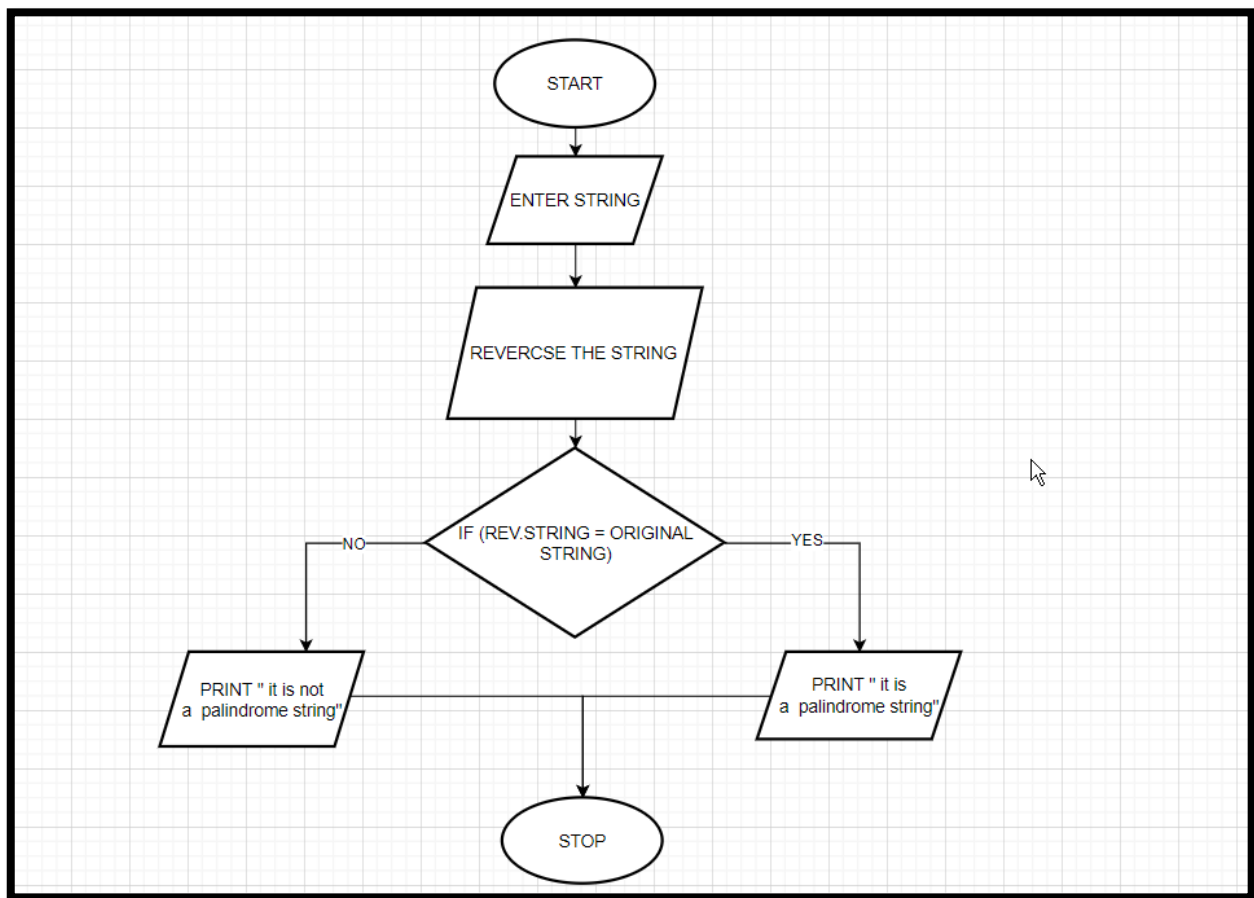 START
ENTER STRING
REVERCSE THE STRING
IF (REV.STRING = ORIGINAL
STRING)
NO
YES
PRINT " it is not
a palindrome string"
PRINT " it is
a palindrome string"
STOP